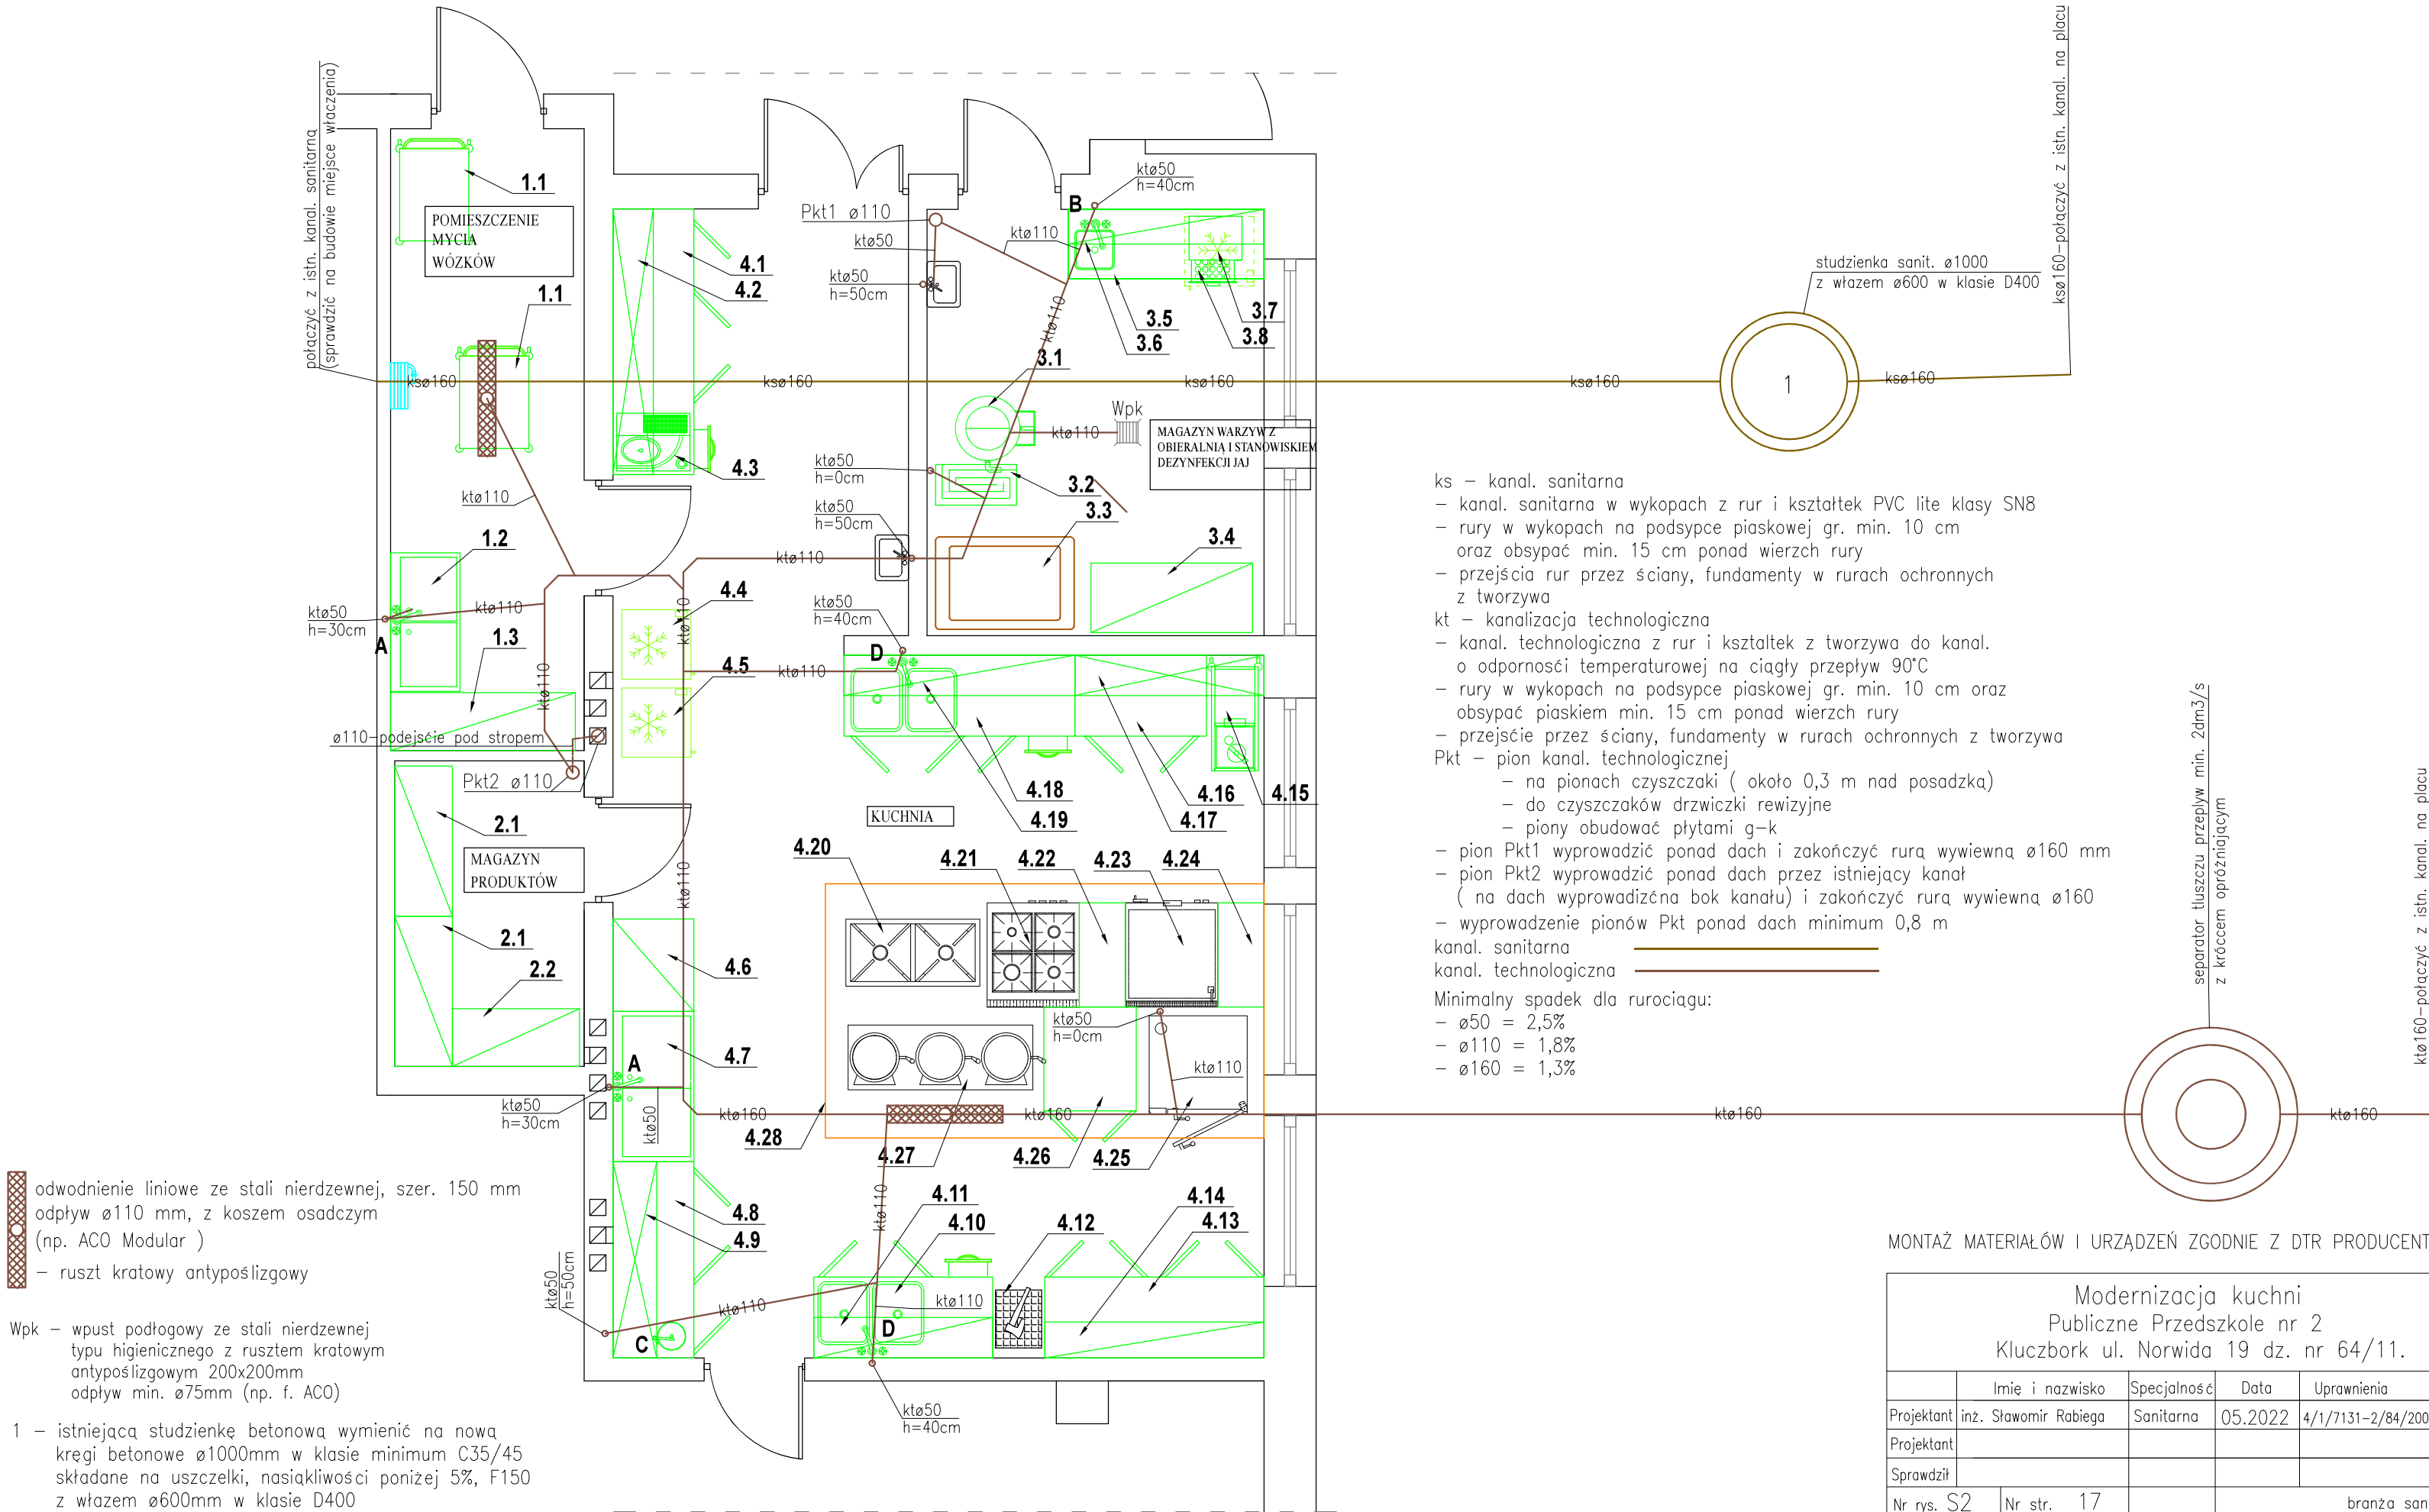 połączyć z istn. kanal. sanitarną
(sprawdzić na budowie miejsce właczenia)
1.1
POMIESZCZENIE
MYCIA
WÓZKÓW
1.1
ksø160
ktø110
1.2
ktø50
h=30cm
A
ktø110
1.3
ktø110
ø110-podejście pod stropem
Pkt2 ø110
2.1
MAGAZYN
PRODUKTÓW
2.1
2.2
4.1
4.2
4.3
ksø160
Pkt1 ø110
ktø50
ktø50
h=50cm
B
ktø50
h=40cm
ktø110
ktø110
3.5
3.6
3.7
3.8
3.1
ksø160
Wpk
ktø110
MAGAZYN WARZYW Z
OBIERALNIĄ I STANOWISKIEM
DEZYNFEKCJI JAJ
ktø50
h=0cm
3.2
3.3
3.4
ktø50
h=50cm
ktø110
ktø110
4.4
4.5
ktø110
ktø50
h=40cm
D
4.18
4.19
4.16
4.17
4.15
KUCHNIA
ktø110
4.20
4.21
4.22
4.23
4.24
4.6
4.7
A
ktø50
h=30cm
ktø50
ktø160
4.28
ktø160
ktø50
h=0cm
ktø110
4.27
4.26
4.25
4.8
4.9
ktø50
h=50cm
C
ktø110
ktø110
4.11
4.10
ktø110
D
4.12
4.14
4.13
ktø50
h=40cm
ksø160
studzienka sanit. ø1000
z włazem ø600 w klasie D400
1
ksø160
ksø160-połączyć z istn. kanal. na placu
ks – kanal. sanitarna
– kanal. sanitarna w wykopach z rur i kształtek PVC lite klasy SN8
– rury w wykopach na podsypce piaskowej gr. min. 10 cm
oraz obsypać min. 15 cm ponad wierzch rury
– przejścia rur przez ściany, fundamenty w rurach ochronnych
z tworzywa
kt – kanalizacja technologiczna
– kanal. technologiczna z rur i ksztaltek z tworzywa do kanal.
o odpornosći temperaturowej na ciągły przepływ 90°C
– rury w wykopach na podsypce piaskowej gr. min. 10 cm oraz
obsypać piaskiem min. 15 cm ponad wierzch rury
– przejście przez ściany, fundamenty w rurach ochronnych z tworzywa
Pkt – pion kanal. technologicznej
– na pionach czyszczaki ( około 0,3 m nad posadzką)
– do czyszczaków drzwiczki rewizyjne
– piony obudować płytami g–k
– pion Pkt1 wyprowadzić ponad dach i zakończyć rurą wywiewną ø160 mm
– pion Pkt2 wyprowadzić ponad dach przez istniejący kanał
( na dach wyprowadizćna bok kanału) i zakończyć rurą wywiewną ø160
– wyprowadzenie pionów Pkt ponad dach minimum 0,8 m
kanal. sanitarna
kanal. technologiczna
Minimalny spadek dla rurociągu:
– ø50 = 2,5%
– ø110 = 1,8%
– ø160 = 1,3%
ktø160
separator tłuszczu przepływ min. 2dm3/s
z króćcem opróżniającym
ktø160
ktø160-połączyć z istn. kanal. na placu
odwodnienie liniowe ze stali nierdzewnej, szer. 150 mm
odpływ ø110 mm, z koszem osadczym
(np. ACO Modular )
– ruszt kratowy antypoślizgowy
Wpk – wpust podłogowy ze stali nierdzewnej
typu higienicznego z rusztem kratowym
antypoślizgowym 200x200mm
odpływ min. ø75mm (np. f. ACO)
1 – istniejącą studzienkę betonową wymienić na nową
kręgi betonowe ø1000mm w klasie minimum C35/45
składane na uszczelki, nasiąkliwości poniżej 5%, F150
z włazem ø600mm w klasie D400
MONTAŻ MATERIAŁÓW I URZĄDZEŃ ZGODNIE Z DTR PRODUCENT
Modernizacja kuchni
Publiczne Przedszkole nr 2
Kluczbork ul. Norwida 19 dz. nr 64/11.
Imię i nazwisko Specjalność Data Uprawnienia
Projektant inż. Sławomir Rabiega Sanitarna 05.2022 4/1/7131–2/84/200
Projektant
Sprawdził
Nr rys. S2 Nr str. 17 branża san